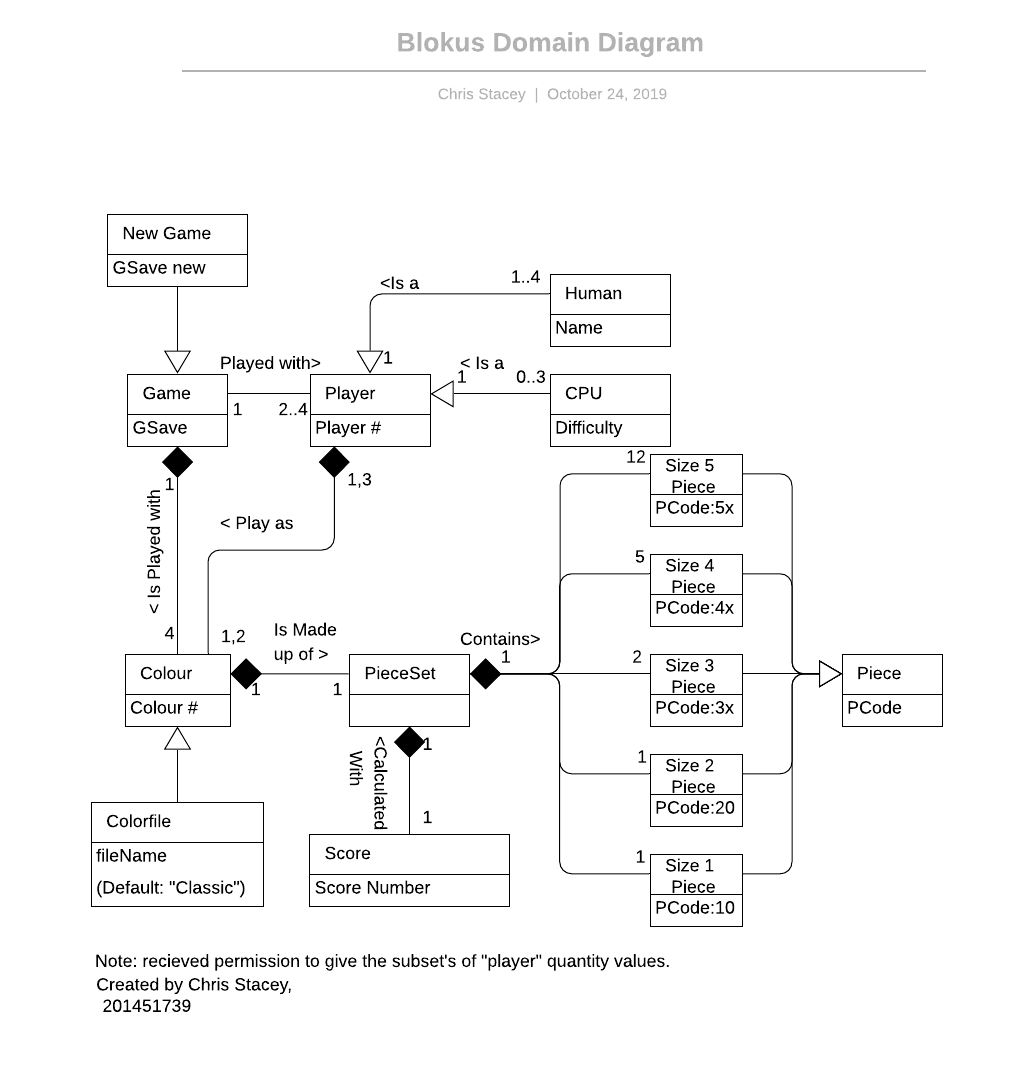 Blokus Domain Diagram
Chris Stacey | October 24, 2019
New Game
GSave new
<Is a
1..4
Human
Name
1
Played with>
< Is a
1
0..3
Game
GSave
1
2..4
Player
Player #
CPU
Difficulty
1
1,3
< Is Played with
< Play as
4
1,2
Is Made
up of >
Contains>
1
Colour
Colour #
1
1
PieceSet
12
Size 5
Piece
PCode:5x
5
Size 4
Piece
PCode:4x
2
Size 3
Piece
PCode:3x
1
Size 2
Piece
PCode:20
1
Size 1
Piece
PCode:10
Piece
PCode
<Calculated
With
1
1
Colorfile
fileName
(Default: "Classic")
Score
Score Number
Note: recieved permission to give the subset's of "player" quantity values.
Created by Chris Stacey,
201451739